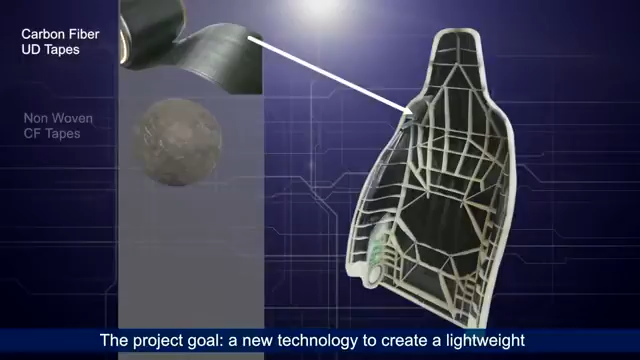 Carbon Fiber
UD Tapes
Non Woven
CF Tapes
The project goal: a new technology to create a lightweight